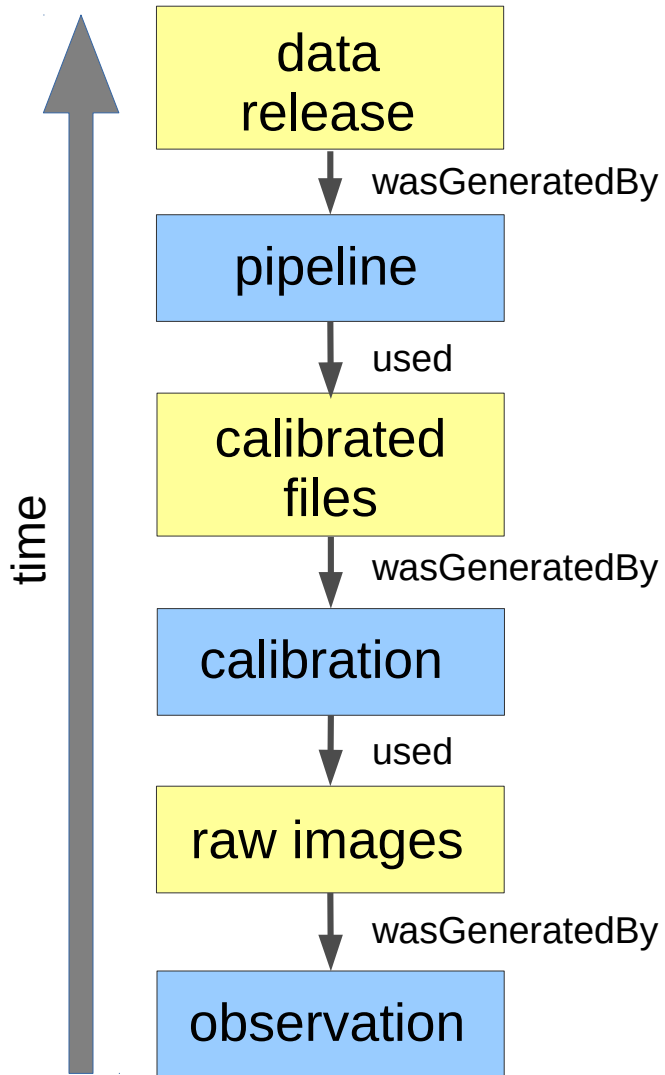 data
release
wasGeneratedBy
pipeline
used
calibrated
files
time
wasGeneratedBy
calibration
used
raw images
wasGeneratedBy
observation